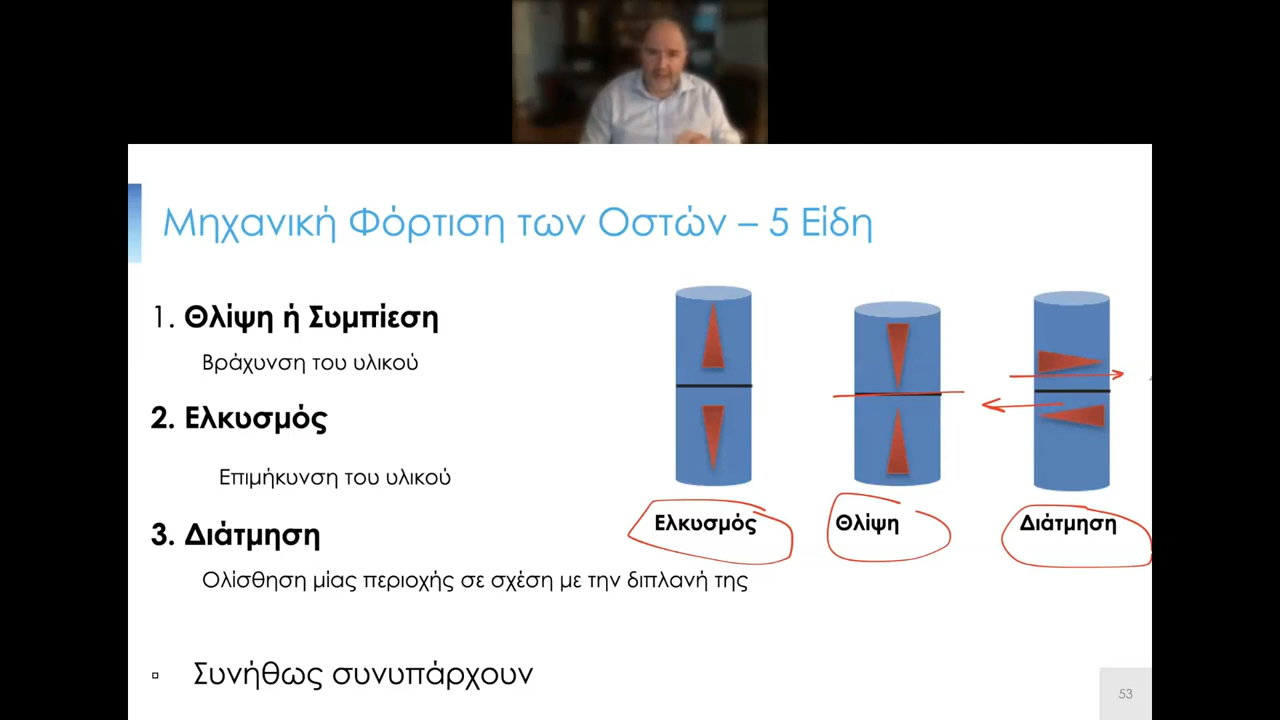 Μηχανική Φόρτιση των Οστών – 5 Είδη
1. Θλίψη ή Συμπίεση
Βράχυνση του υλικού
2. Ελκυσμός
Επιμήκυνση του υλικού
3. Διάτμηση
Ολίσθηση μίας περιοχής σε σχέση με την διπλανή της
Συνήθως συνυπάρχουν
Ελκυσμός
Θλίψη
Διάτμηση
53